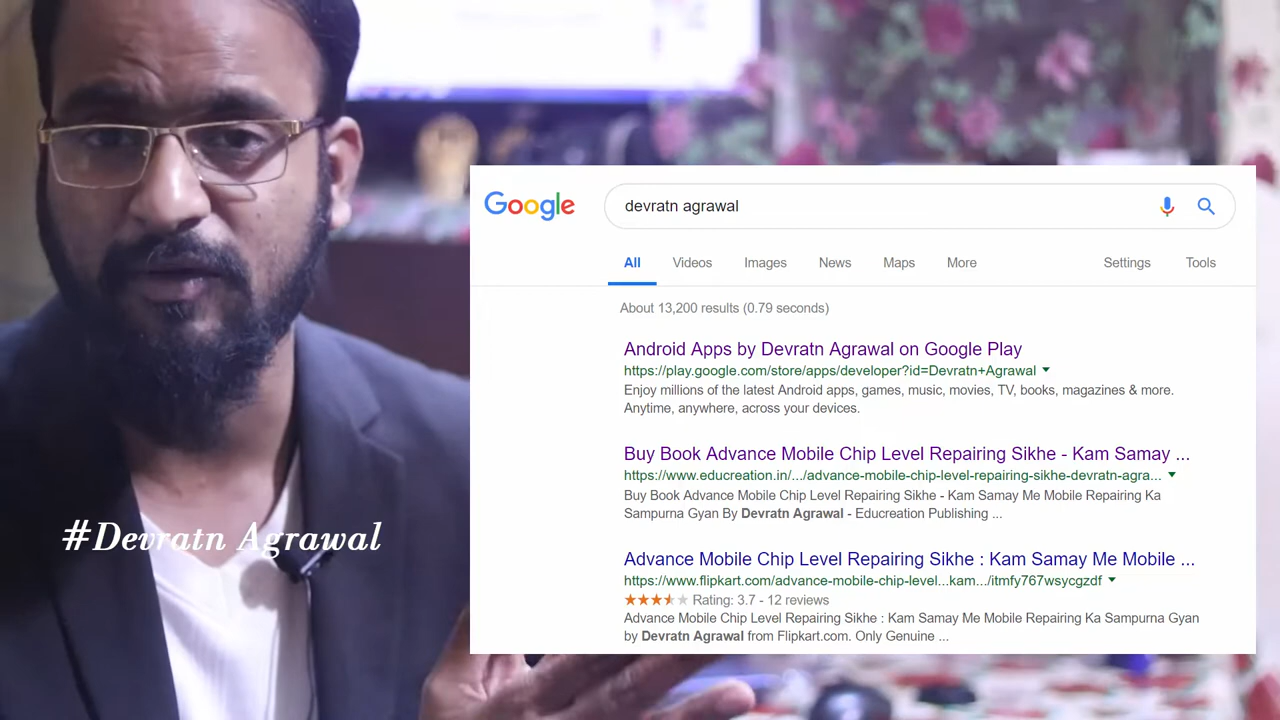 Google
devratn agrawal
All Videos Images News Maps More Settings Tools
About 13,200 results (0.79 seconds)
Android Apps by Devratn Agrawal on Google Play
https://play.google.com/store/apps/developer?id=Devratn+Agrawal
Enjoy millions of the latest Android apps, games, music, movies, TV, books, magazines & more.
Anytime, anywhere, across your devices.
Buy Book Advance Mobile Chip Level Repairing Sikhe - Kam Samay ...
https://www.educreation.in/.../advance-mobile-chip-level-repairing-sikhe-devratn-agra...
Buy Book Advance Mobile Chip Level Repairing Sikhe - Kam Samay Me Mobile Repairing Ka
Sampurna Gyan By Devratn Agrawal - Educreation Publishing ...
Advance Mobile Chip Level Repairing Sikhe : Kam Samay Me Mobile ...
https://www.flipkart.com/advance-mobile-chip-level...kam.../itmfy767wsycgzdf
Rating: 3.7 - 12 reviews
Advance Mobile Chip Level Repairing Sikhe : Kam Samay Me Mobile Repairing Ka Sampurna Gyan
by Devratn Agrawal from Flipkart.com. Only Genuine ...
#Devratn Agrawal